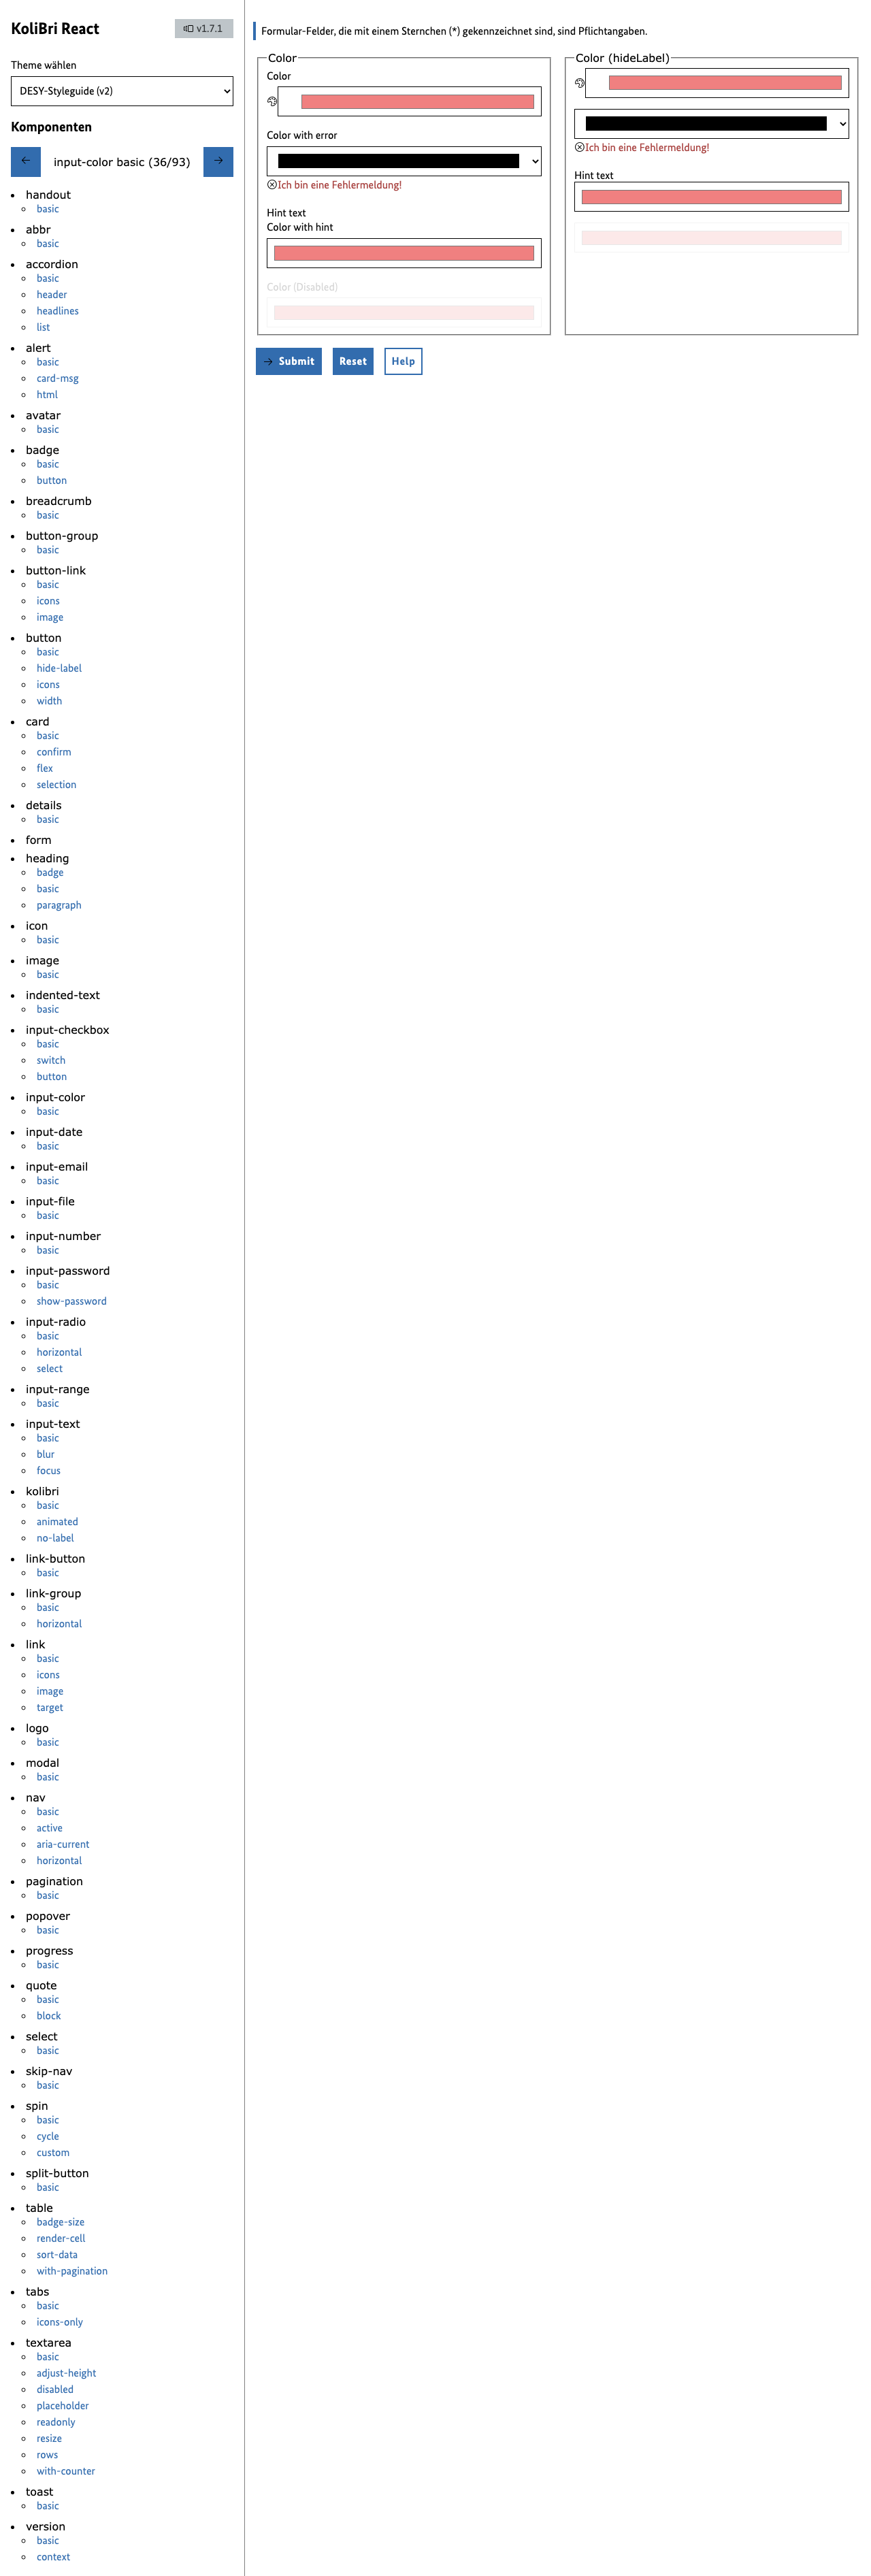 KoliBri React
v1.7.1
Theme wählen
DESY-Styleguide (v2)
Komponenten
input-color basic (36/93)
handout
basic
abbr
basic
accordion
basic
header
headlines
list
alert
basic
card-msg
html
avatar
basic
badge
basic
button
breadcrumb
basic
button-group
basic
button-link
basic
icons
image
button
basic
hide-label
icons
width
card
basic
confirm
flex
selection
details
basic
form
heading
badge
basic
paragraph
icon
basic
image
basic
indented-text
basic
input-checkbox
basic
switch
button
input-color
basic
input-date
basic
input-email
basic
input-file
basic
input-number
basic
input-password
basic
show-password
input-radio
basic
horizontal
select
input-range
basic
input-text
basic
blur
focus
kolibri
basic
animated
no-label
link-button
basic
link-group
basic
horizontal
link
basic
icons
image
target
logo
basic
modal
basic
nav
basic
active
aria-current
horizontal
pagination
basic
popover
basic
progress
basic
quote
basic
block
select
basic
skip-nav
basic
spin
basic
cycle
custom
split-button
basic
table
badge-size
render-cell
sort-data
with-pagination
tabs
basic
icons-only
textarea
basic
adjust-height
disabled
placeholder
readonly
resize
rows
with-counter
toast
basic
version
basic
context
Formular-Felder, die mit einem Sternchen (*) gekennzeichnet sind, sind Pflichtangaben.
Color
Color
Color with error
Ich bin eine Fehlermeldung!
Hint text
Color with hint
Color (Disabled)
Color (hideLabel)
Ich bin eine Fehlermeldung!
Hint text
Submit
Reset
Help